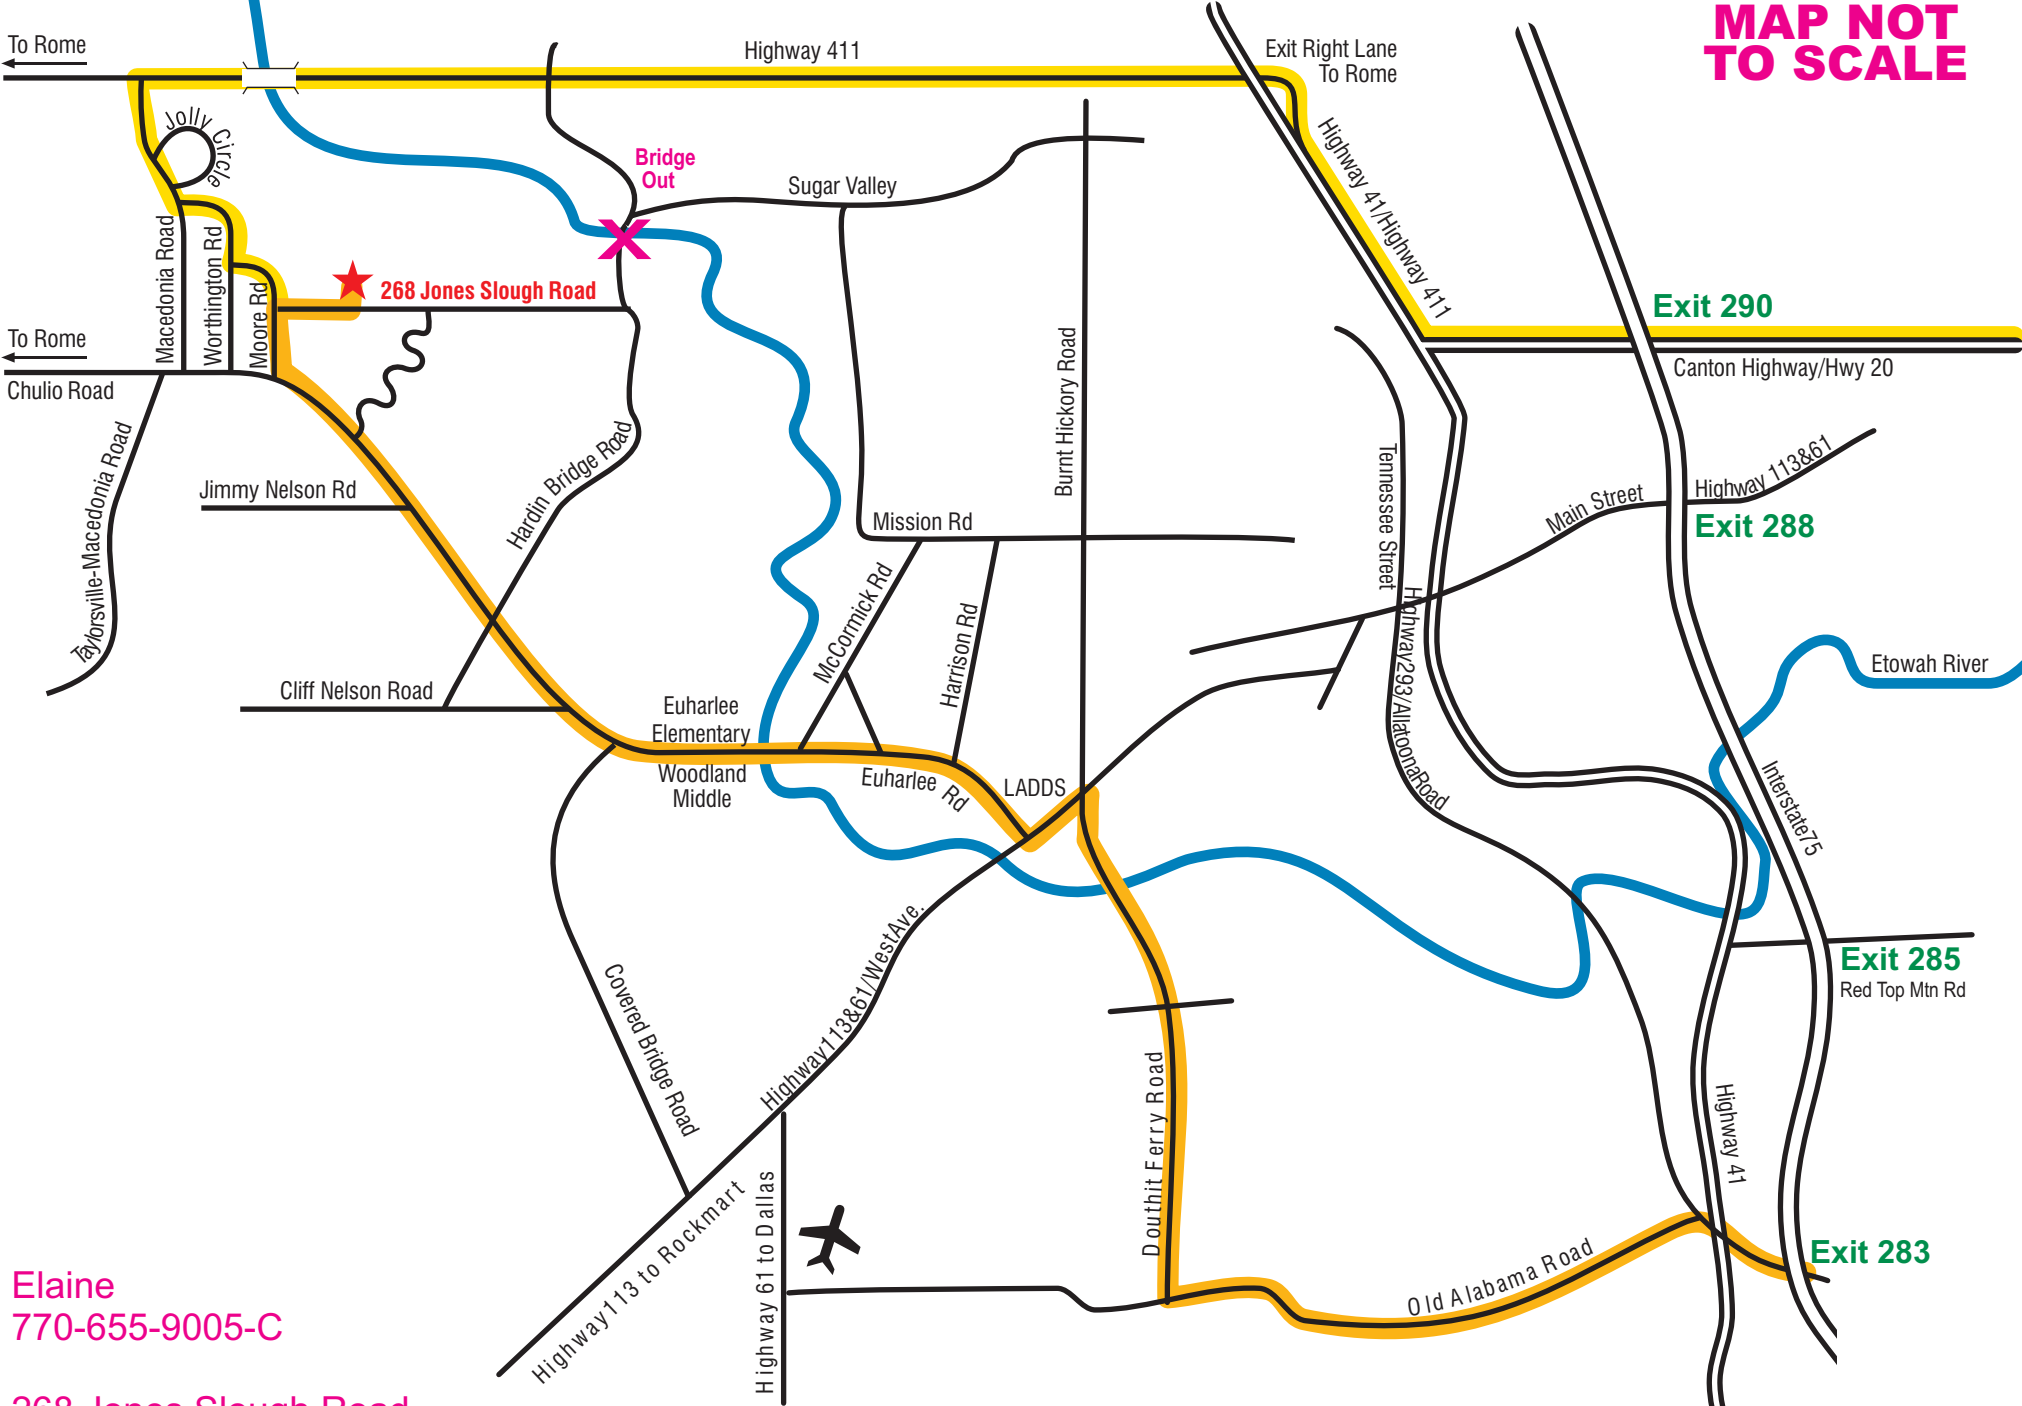 MAP NOT
TO SCALE
To Rome
Highway 411
Exit Right Lane
To Rome
Jolly Circle
Bridge
Out
Sugar Valley
Highway 41/Highway 411
Macedonia Road
Worthington Rd
Moore Rd
268 Jones Slough Road
Exit 290
Canton Highway/Hwy 20
To Rome
Chulio Road
Burnt Hickory Road
Taylorsville-Macedonia Road
Jimmy Nelson Rd
Hardin Bridge Road
Mission Rd
Tennessee Street
Main Street
Highway 113&61
Exit 288
McCormick Rd
Harrison Rd
Highway293/AllatoonaRoad
Etowah River
Cliff Nelson Road
Euharlee
Elementary
Woodland
Middle
Euharlee Rd
LADDS
Interstate75
Covered Bridge Road
Highway113&61/WestAve.
Exit 285
Red Top Mtn Rd
Douthit Ferry Road
Highway 41
Highway113 to Rockmart
Highway 61 to Dallas
Old Alabama Road
Exit 283
Elaine
770-655-9005-C
268 Jones Slough Road